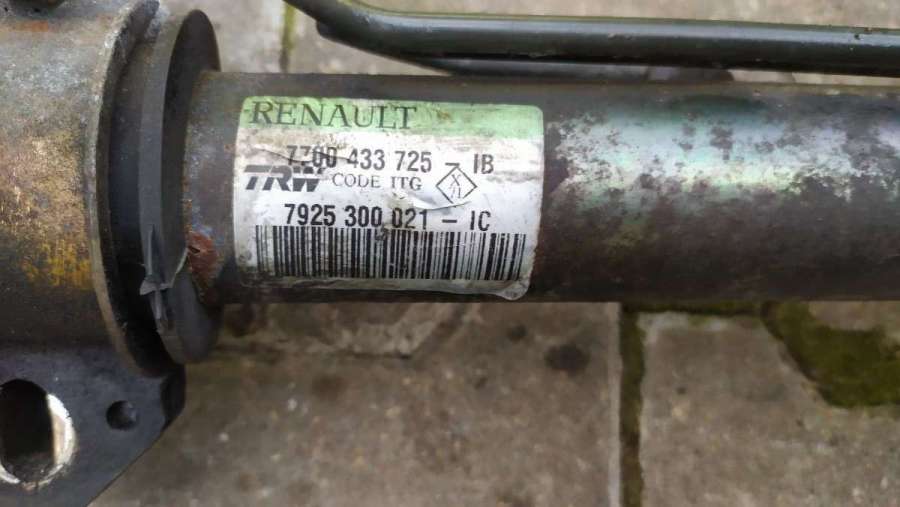 RENAULT
7700 433 725 - IB
TRW CODE ITG
7925 300 021 - IC